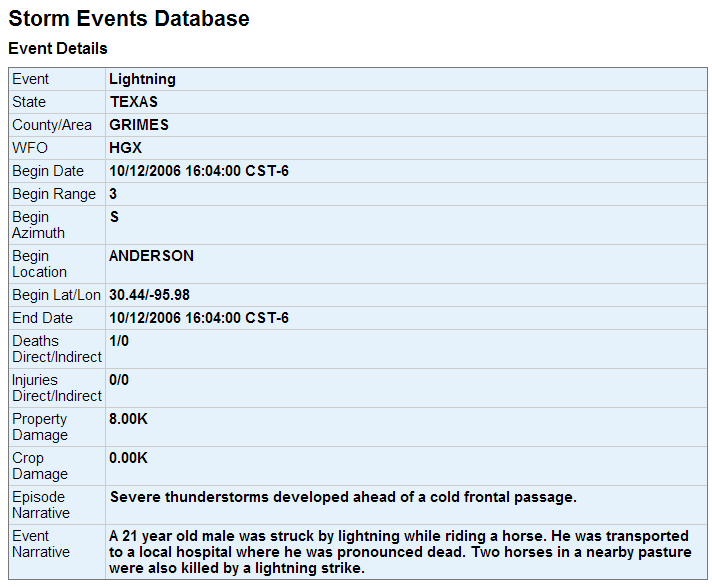 Storm Events Database
Event Details
Event Lightning
State TEXAS
County/Area GRIMES
WFO HGX
Begin Date 10/12/2006 16:04:00 CST-6
Begin Range 3
Begin Azimuth S
Begin Location ANDERSON
Begin Lat/Lon 30.44/-95.98
End Date 10/12/2006 16:04:00 CST-6
Deaths Direct/Indirect 1/0
Injuries Direct/Indirect 0/0
Property Damage 8.00K
Crop Damage 0.00K
Episode Narrative Severe thunderstorms developed ahead of a cold frontal passage.
Event Narrative A 21 year old male was struck by lightning while riding a horse. He was transported
to a local hospital where he was pronounced dead. Two horses in a nearby pasture
were also killed by a lightning strike.